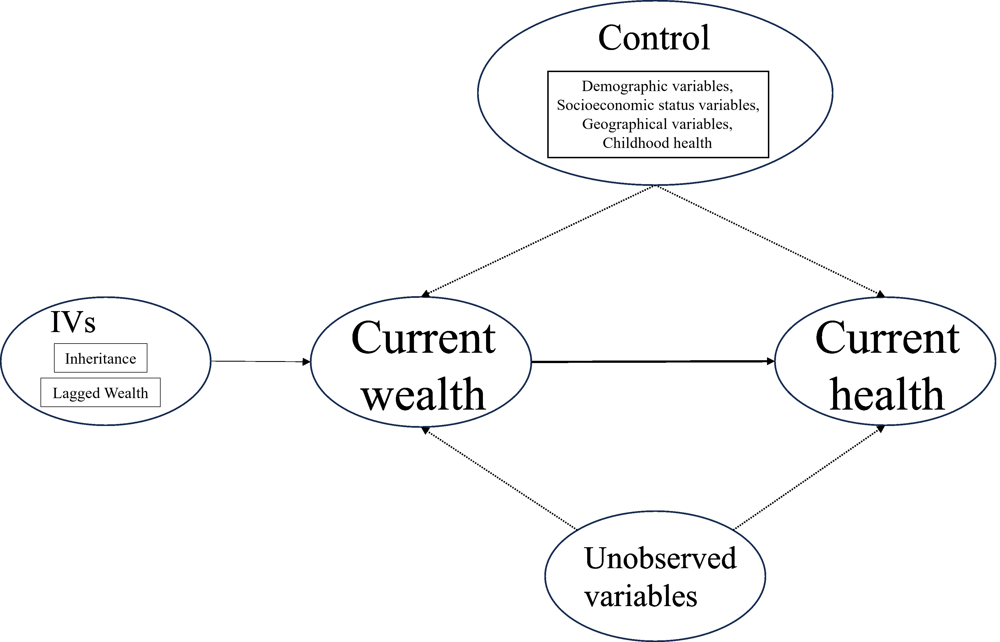 Control
Demographic variables,
Socioeconomic status variables,
Geographical variables,
Childhood health
IVs
Inheritance
Lagged Wealth
Current
wealth
Current
health
Unobserved
variables